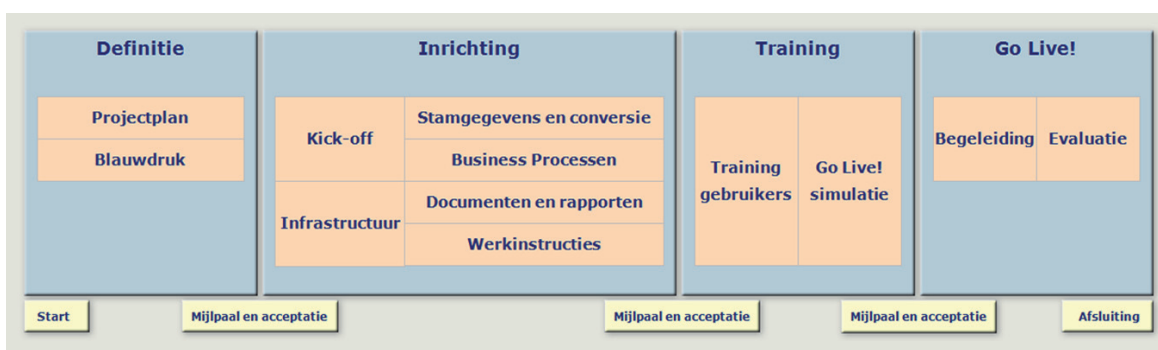 Definitie
Projectplan
Blauwdruk
Inrichting
Kick-off
Infrastructuur
Stamgegevens en conversie
Business Processen
Documenten en rapporten
Werkinstructies
Training
Training
gebruikers
Go Live!
simulatie
Go Live!
Begeleiding
Evaluatie
Start
Mijlpaal en acceptatie
Mijlpaal en acceptatie
Mijlpaal en acceptatie
Afsluiting